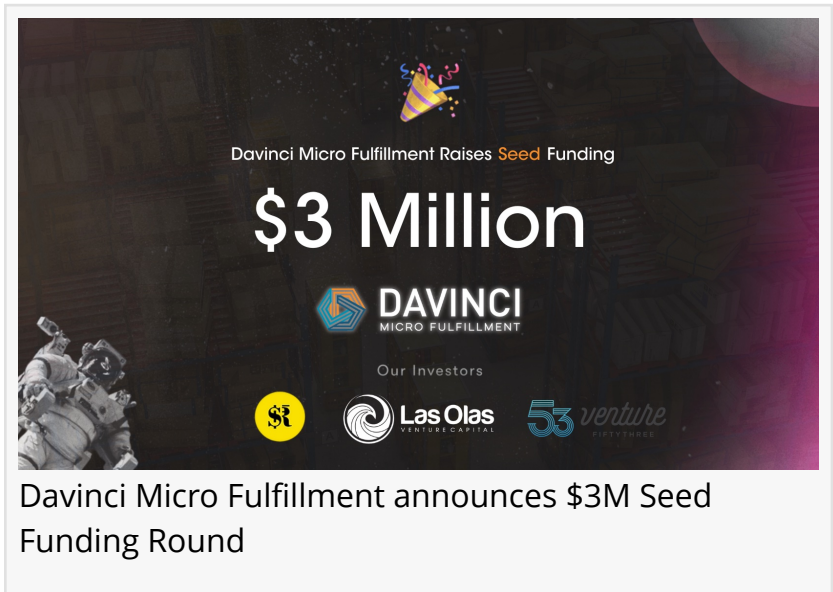 Davinci Micro Fulfillment Raises Seed Funding
$3 Million
DAVINCI
MICRO FULFILLMENT
Our Investors
Las Olas
VENTURE CAPITAL
53 venture
FIFTYTHREE
Davinci Micro Fulfillment announces $3M Seed
Funding Round